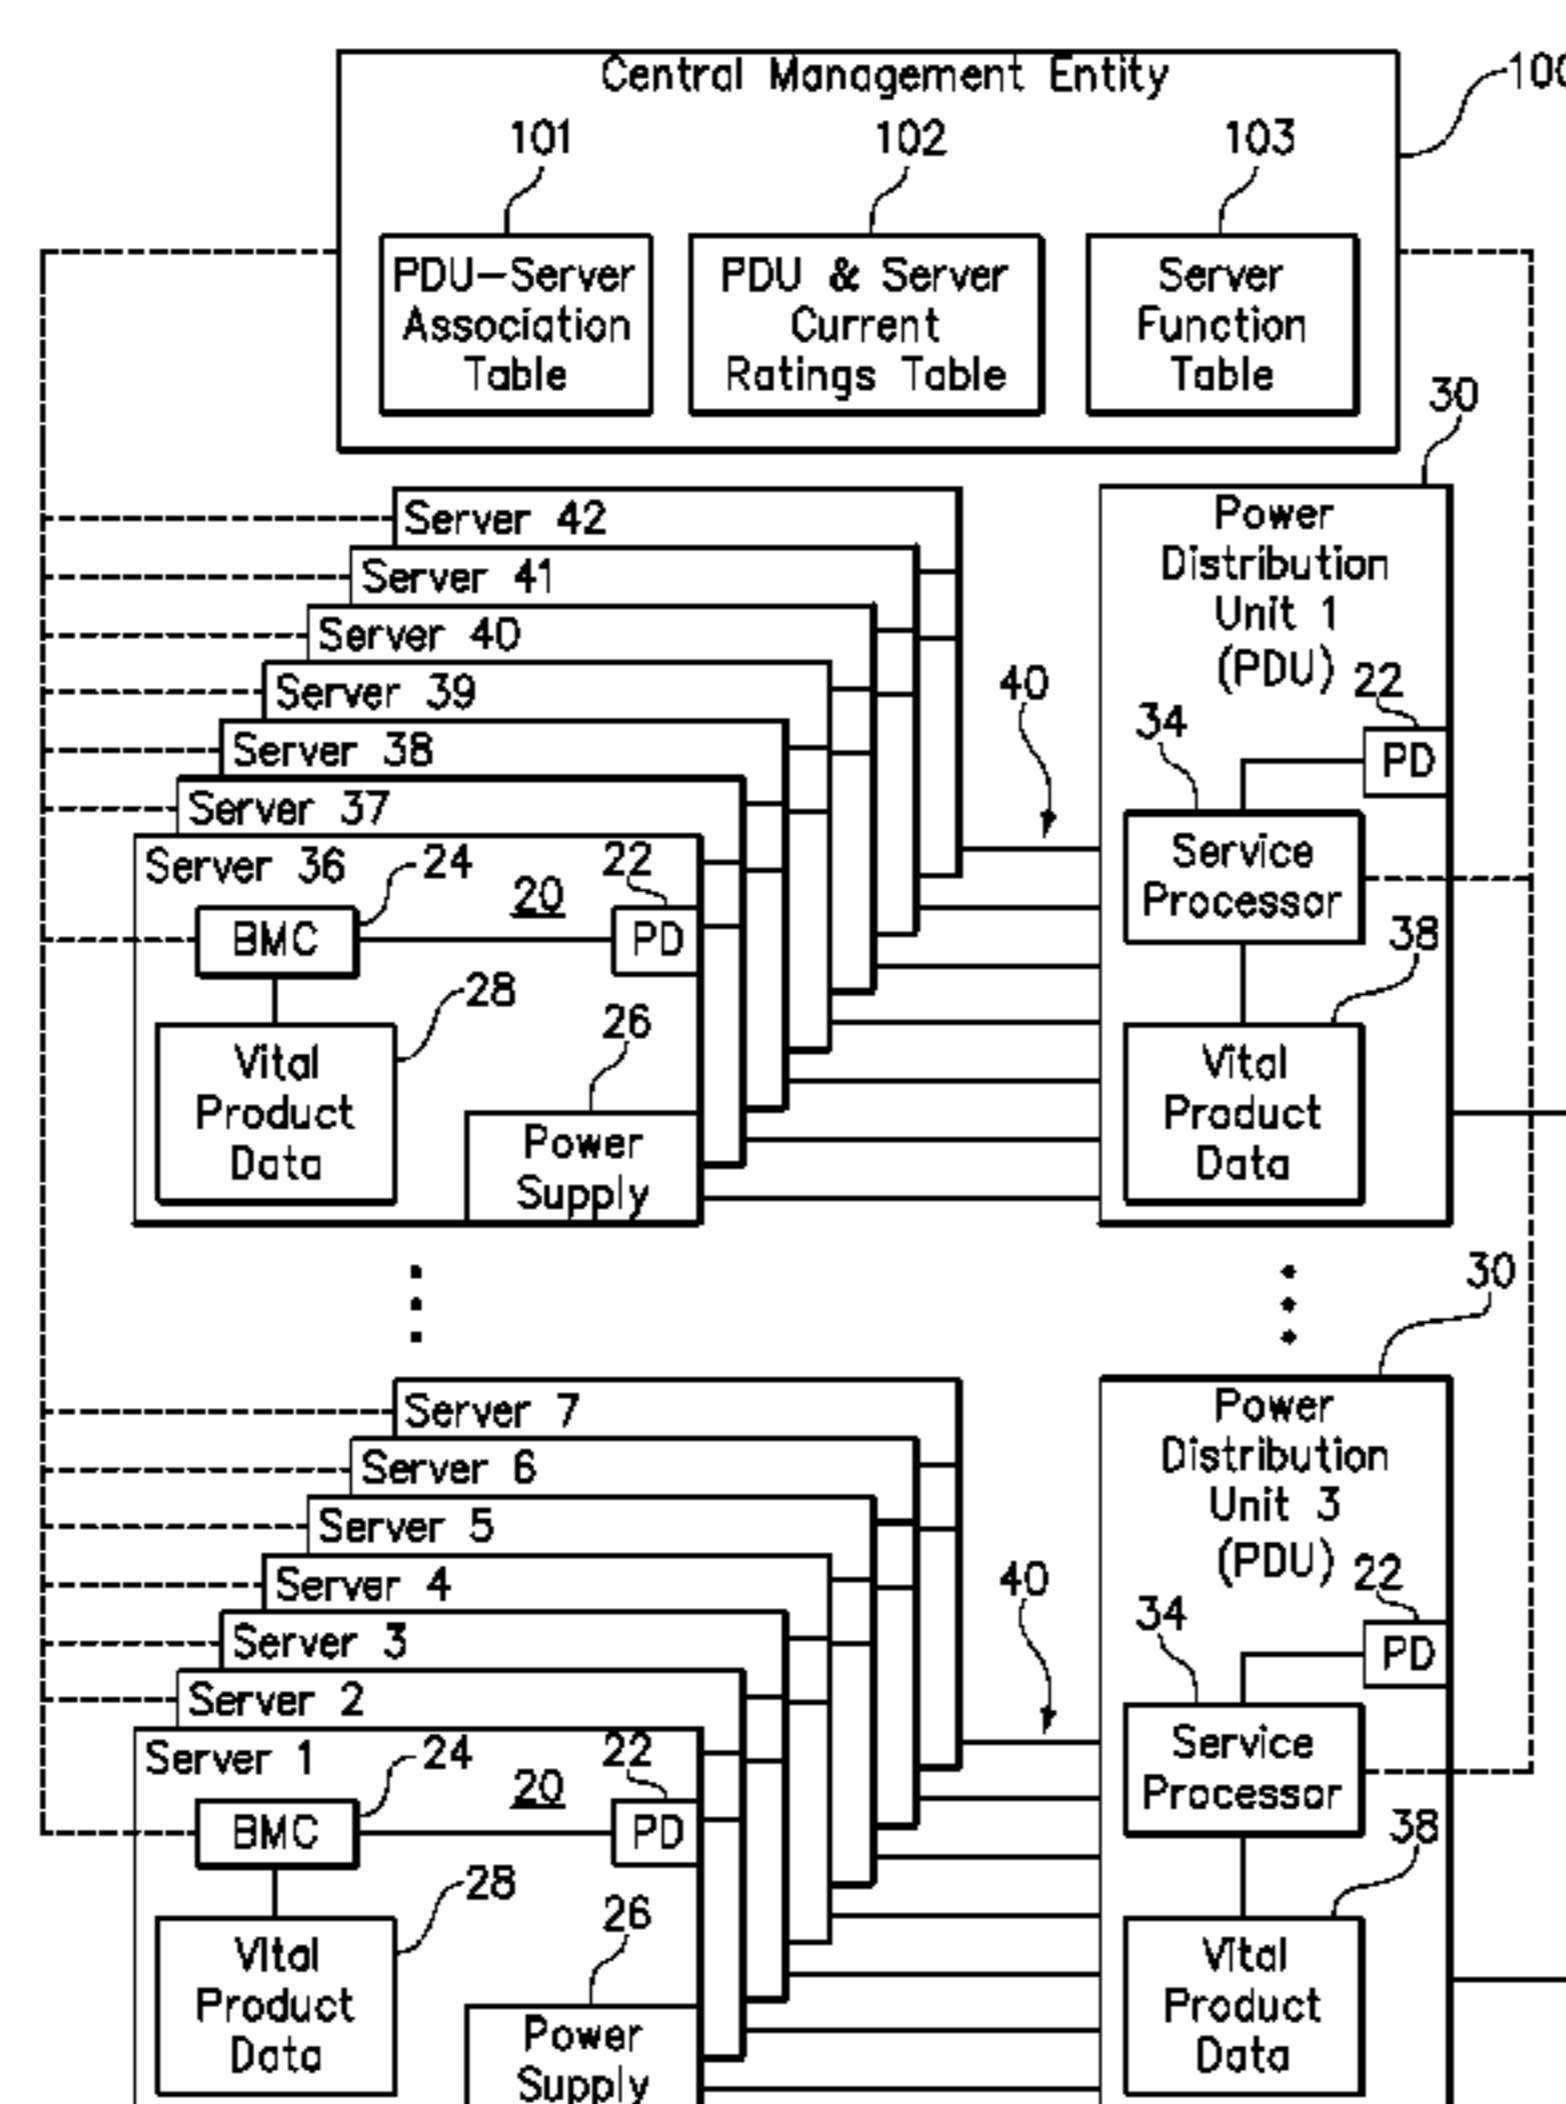 Central Management Entity
100
101
102
103
PDU-Server
Association
Table
PDU & Server
Current
Ratings Table
Server
Function
Table
30
Server 42
Server 41
Server 40
Server 39
Server 38
Server 37
Server 36
24
20
22
BMC
PD
28
Vital
Product
Data
26
Power
Supply
40
Power
Distribution
Unit 1
(PDU)
22
PD
34
Service
Processor
38
Vital
Product
Data
30
Server 7
Server 6
Server 5
Server 4
Server 3
Server 2
Server 1
24
20
22
BMC
PD
28
Vital
Product
Data
26
Power
Supply
40
Power
Distribution
Unit 3
(PDU)
22
PD
34
Service
Processor
38
Vital
Product
Data